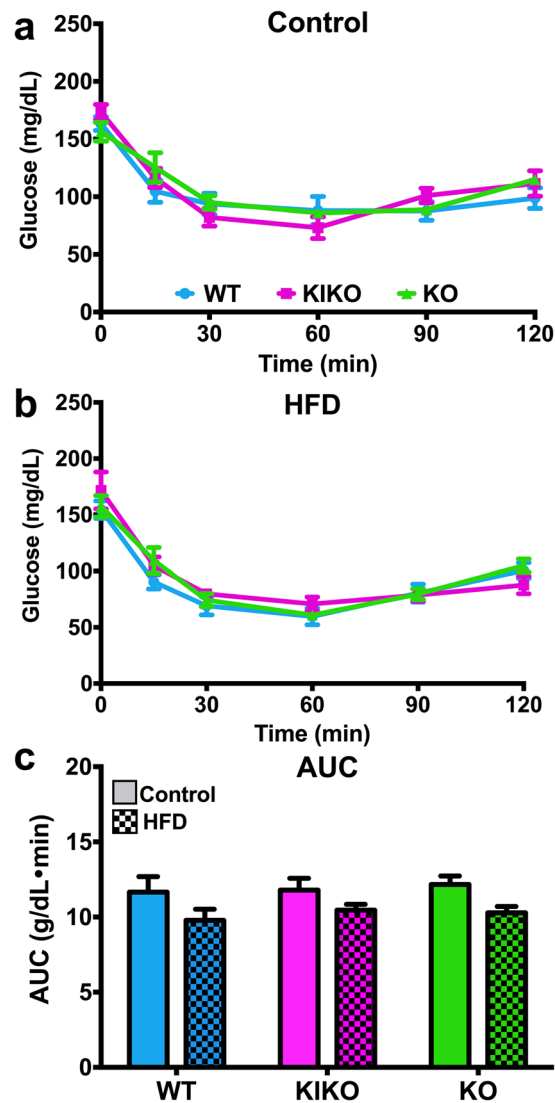 a
Control
Glucose (mg/dL)
250
200
150
100
50
0
WT KIKO KO
0 30 60 90 120
Time (min)
b
HFD
Glucose (mg/dL)
250
200
150
100
50
0
0 30 60 90 120
Time (min)
c
AUC
AUC (g/dL•min)
20
15
10
5
0
Control
HFD
WT KIKO KO